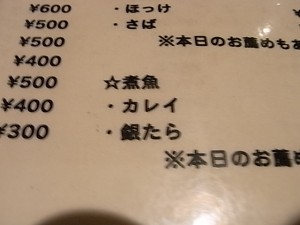 ¥600 ・ほっけ
¥500 ・さば
¥500 ※本日のお薦めもあ
¥400
¥500 ☆煮魚
¥400 ・カレイ
¥300 ・銀たら
※本日のお薦め